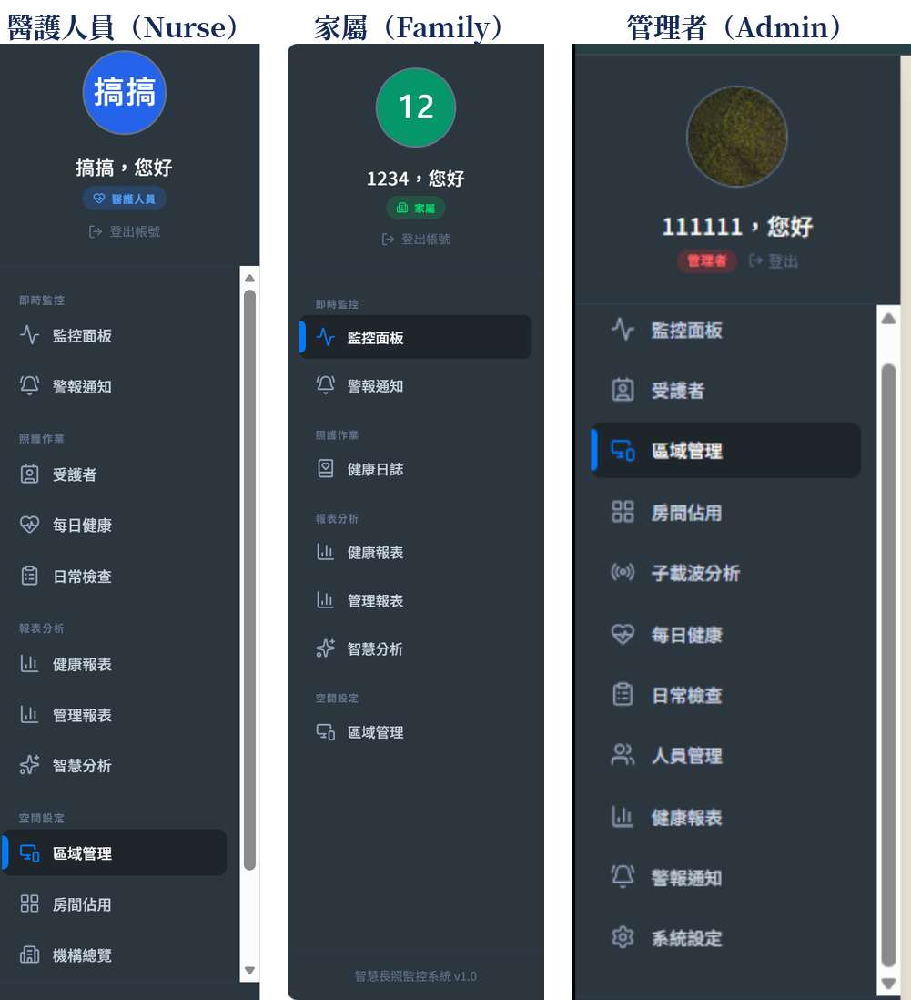 醫護人員（Nurse）
搞搞
搞搞，您好
醫護人員
登出帳號
即時監控
監控面板
警報通知
照護作業
受護者
每日健康
日常檢查
報表分析
健康報表
管理報表
智慧分析
空間設定
區域管理
房間佔用
機構總覽
家屬（Family）
12
1234，您好
家屬
登出帳號
即時監控
監控面板
警報通知
照護作業
健康日誌
報表分析
健康報表
管理報表
智慧分析
空間設定
區域管理
智慧長照監控系統 v1.0
管理者（Admin）
111111，您好
管理者
登出
監控面板
受護者
區域管理
房間佔用
子載波分析
每日健康
日常檢查
人員管理
健康報表
警報通知
系統設定